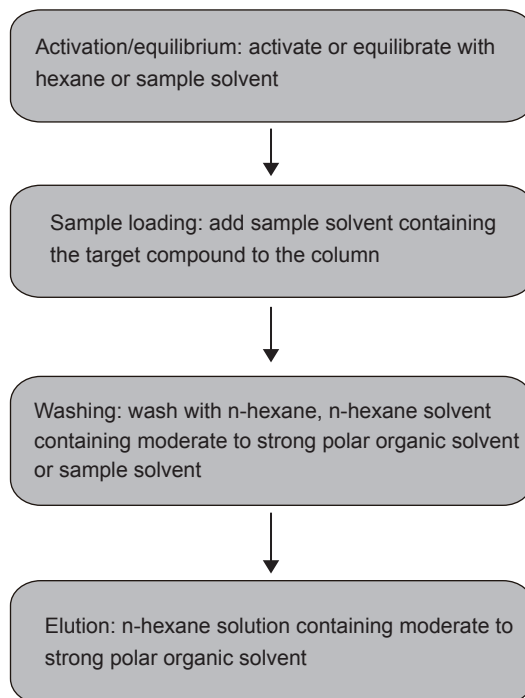 Activation/equilibrium: activate or equilibrate with
hexane or sample solvent
Sample loading: add sample solvent containing
the target compound to the column
Washing: wash with n-hexane, n-hexane solvent
containing moderate to strong polar organic solvent
or sample solvent
Elution: n-hexane solution containing moderate to
strong polar organic solvent